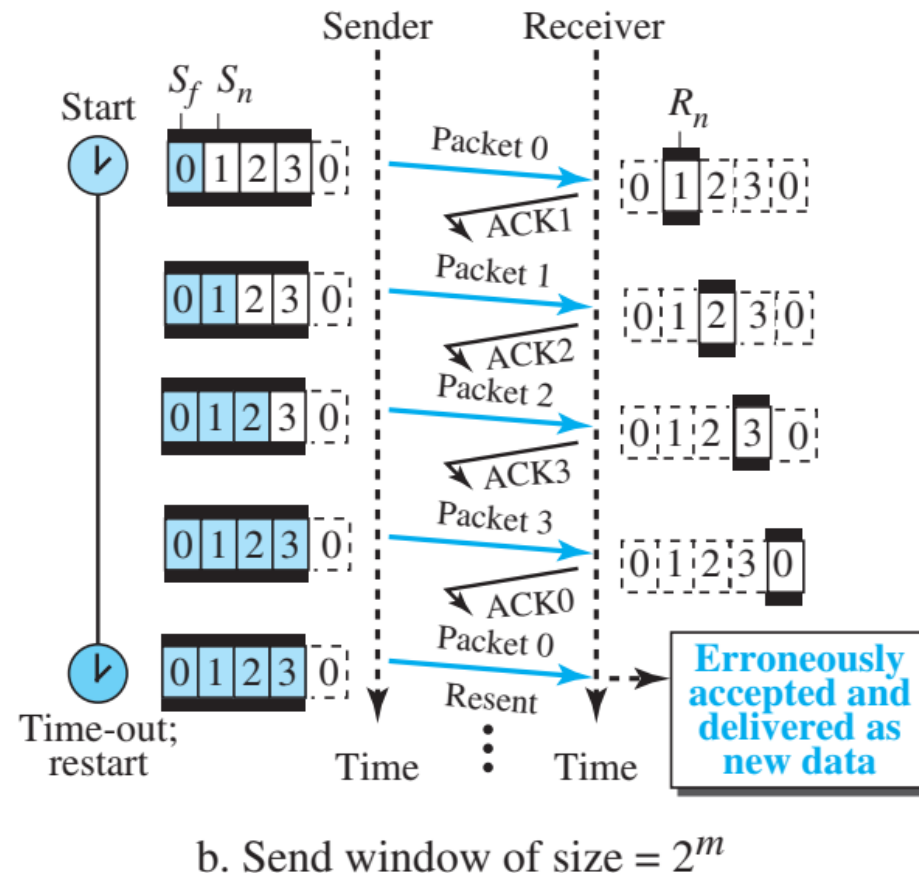 Sender Receiver
S_f S_n
Start
R_n
Packet 0
0 1 2 3 0
0 1 2 3 0
ACK1
Packet 1
0 1 2 3 0
0 1 2 3 0
ACK2
Packet 2
0 1 2 3 0
0 1 2 3 0
ACK3
Packet 3
0 1 2 3 0
0 1 2 3 0
ACK0
Packet 0
0 1 2 3 0
Resent
Erroneously
accepted and
delivered as
new data
Time-out;
restart
Time Time
b. Send window of size = 2^m